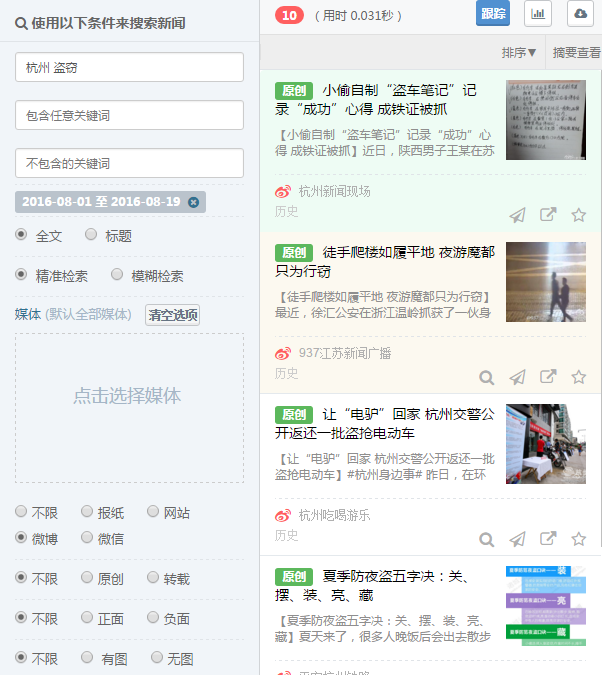 使用以下条件来搜索新闻
杭州 盗窃
包含任意关键词
不包含的关键词
2016-08-01 至 2016-08-19
全文 标题
精准检索 模糊检索
媒体 (默认全部媒体) 清空选项
点击选择媒体
不限 报纸 网站
微博 微信
不限 原创 转载
不限 正面 负面
不限 有图 无图
10 （用时 0.031秒） 跟踪
排序▼ 摘要查看
原创 小偷自制“盗车笔记”记
录“成功”心得 成铁证被抓
【小偷自制“盗车笔记”记录“成功”心
得 成铁证被抓】近日，陕西男子王某在苏
杭州新闻现场
历史
原创 徒手爬楼如履平地 夜游魔都
只为行窃
【徒手爬楼如履平地 夜游魔都只为行窃】
最近，徐汇公安在浙江温岭抓获了一伙身
937江苏新闻广播
历史
原创 让“电驴”回家 杭州交警公
开返还一批盗抢电动车
【让“电驴”回家 杭州交警公开返还一批
盗抢电动车】#杭州身边事# 昨日，在环
杭州吃喝游乐
历史
原创 夏季防夜盗五字决：关、
摆、装、亮、藏
【夏季防夜盗五字决：关、摆、装、亮、
藏】夏天来了，很多人晚饭后会出去散步
装
亮
藏